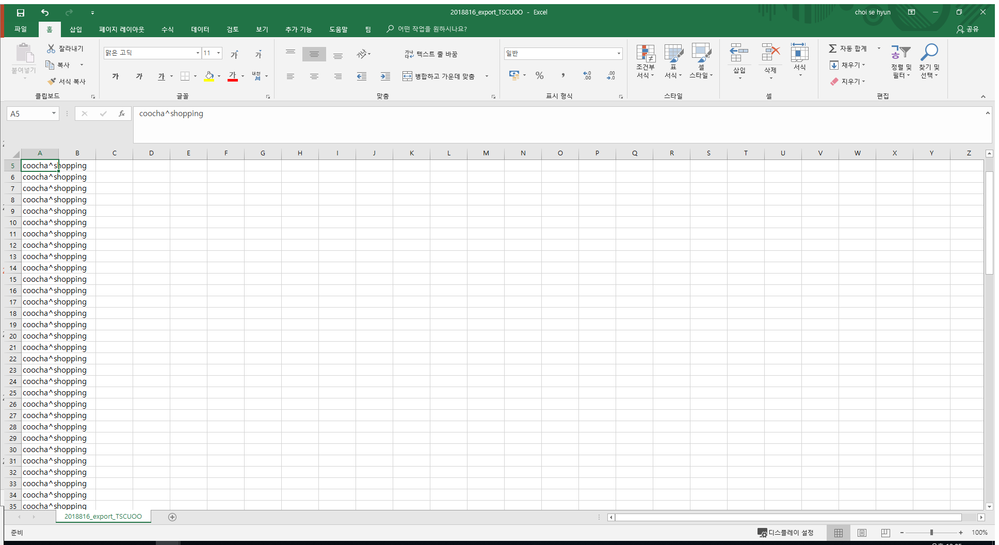 2018816_export_TSCUOO - Excel
choi se hyun
파일 홈 삽입 페이지 레이아웃 수식 데이터 검토 보기 추가 기능 도움말 팀 어떤 작업을 원하시나요? 공유
붙여넣기
잘라내기
복사
서식 복사
클립보드
맑은 고딕 11 가 가
가 가 가 가 내천
글꼴
텍스트 줄 바꿈
병합하고 가운데 맞춤
맞춤
일반
% , .00 .00
표시 형식
조건부 서식
표 서식
셀 스타일
스타일
삽입 삭제 서식
셀
자동 합계
채우기
지우기
정렬 및 필터
찾기 및 선택
편집
A5 fx coocha^shopping
A B C D E F G H I J K L M N O P Q R S T U V W X Y Z
5 coocha^shopping
6 coocha^shopping
7 coocha^shopping
8 coocha^shopping
9 coocha^shopping
10 coocha^shopping
11 coocha^shopping
12 coocha^shopping
13 coocha^shopping
14 coocha^shopping
15 coocha^shopping
16 coocha^shopping
17 coocha^shopping
18 coocha^shopping
19 coocha^shopping
20 coocha^shopping
21 coocha^shopping
22 coocha^shopping
23 coocha^shopping
24 coocha^shopping
25 coocha^shopping
26 coocha^shopping
27 coocha^shopping
28 coocha^shopping
29 coocha^shopping
30 coocha^shopping
31 coocha^shopping
32 coocha^shopping
33 coocha^shopping
34 coocha^shopping
35 coocha^shopping
2018816_export_TSCUOO
준비 디스플레이 설정 100%